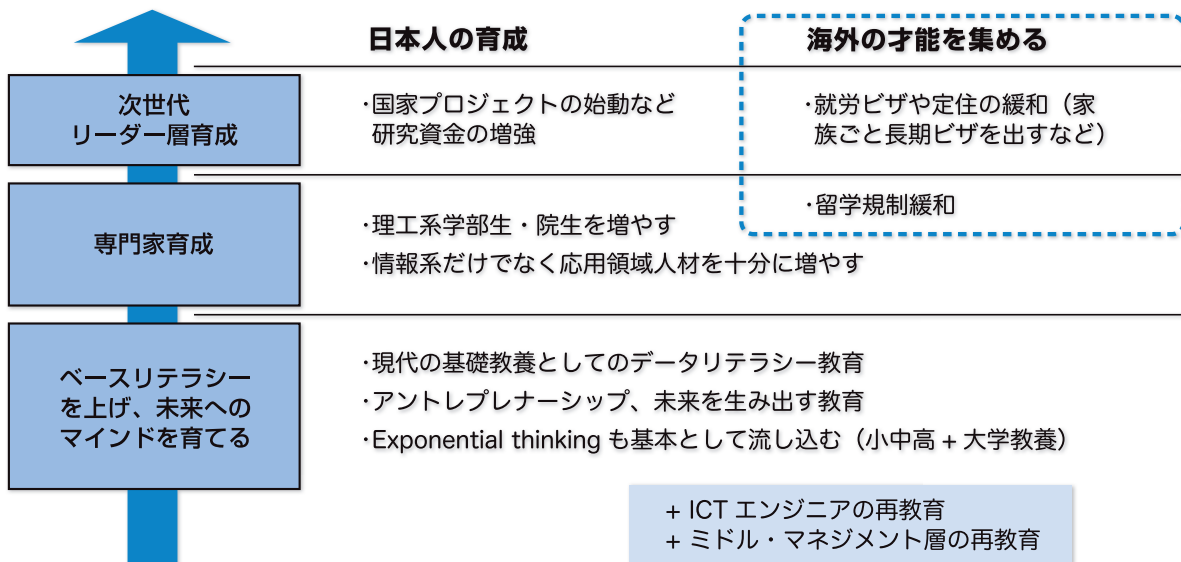 日本人の育成
海外の才能を集める
次世代
リーダー層育成
・国家プロジェクトの始動など
研究資金の増強
・就労ビザや定住の緩和（家
族ごと長期ビザを出すなど）
専門家育成
・理工系学部生・院生を増やす
・情報系だけでなく応用領域人材を十分に増やす
・留学規制緩和
ベースリテラシー
を上げ、未来への
マインドを育てる
・現代の基礎教養としてのデータリテラシー教育
・アントレプレナーシップ、未来を生み出す教育
・Exponential thinking も基本として流し込む（小中高 + 大学教養）
+ ICT エンジニアの再教育
+ ミドル・マネジメント層の再教育